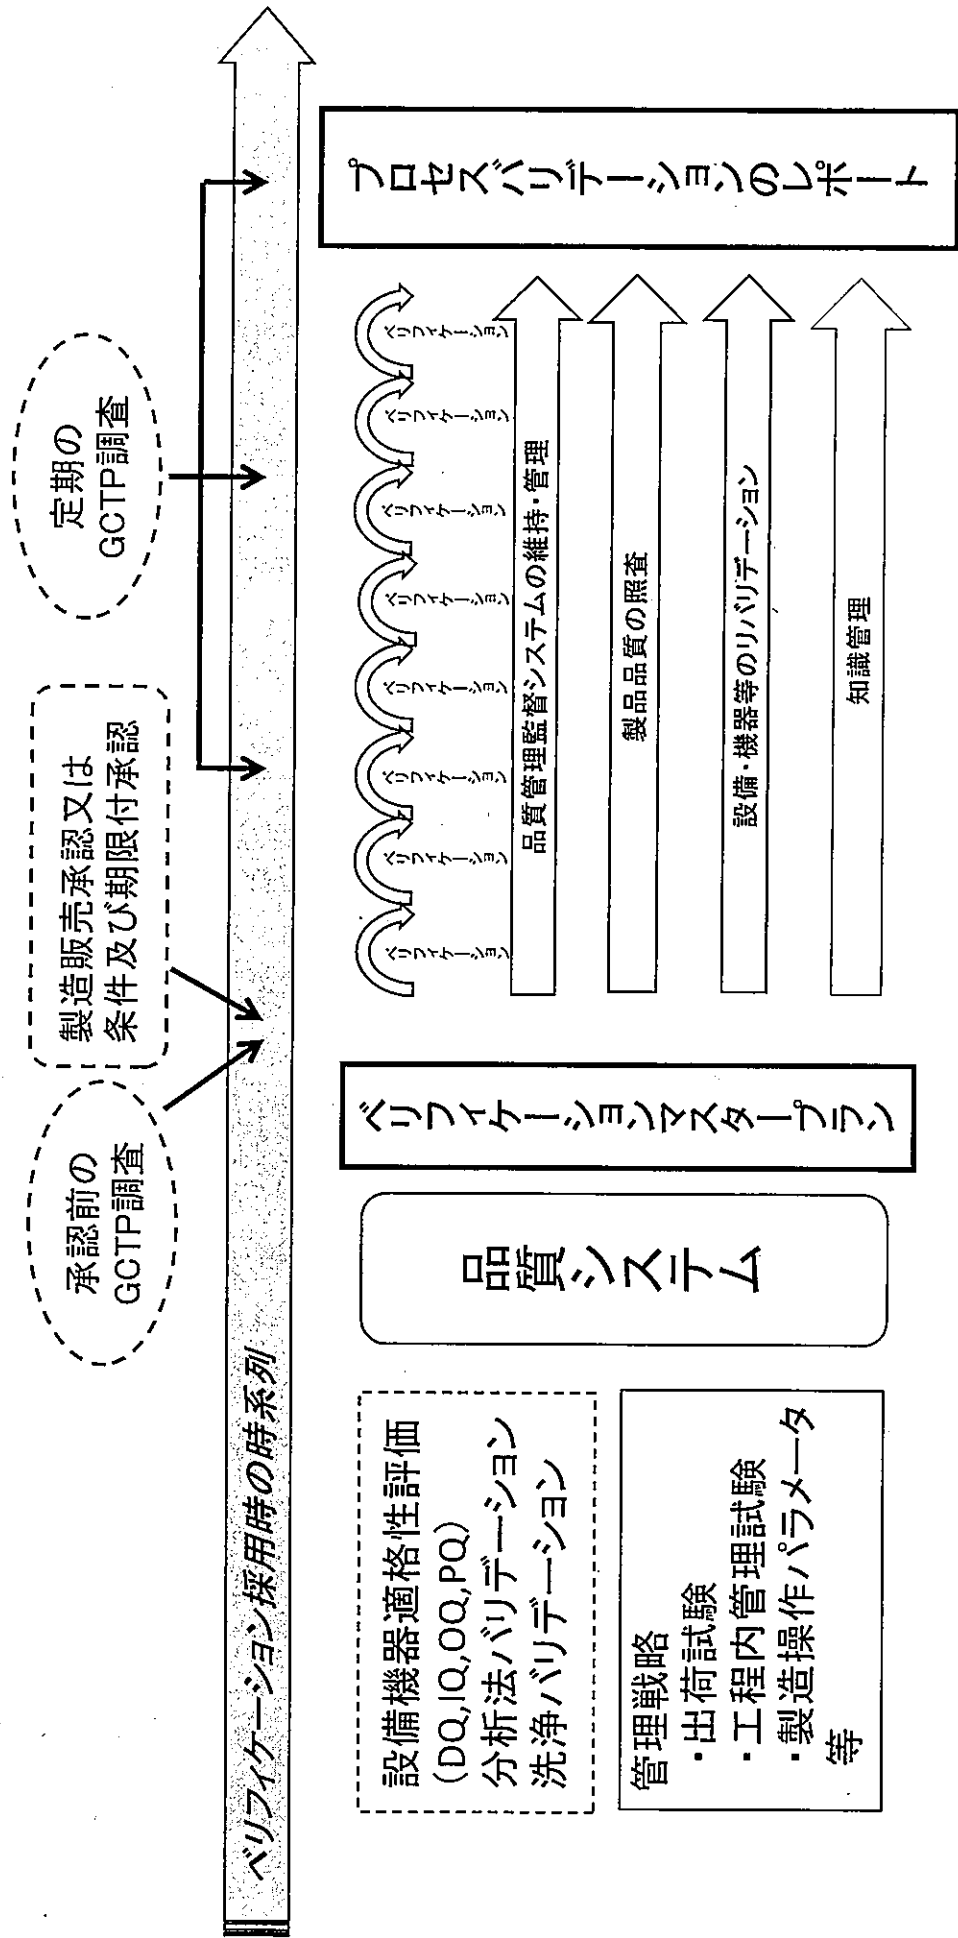 ベリフィケーション採用時の時系列
承認前の
GCTP調査
製造販売承認又は
条件及び期限付承認
定期の
GCTP調査
設備機器適格性評価
(DQ,IQ,OQ,PQ)
分析法バリデーション
洗浄バリデーション
管理戦略
・出荷試験
・工程内管理試験
・製造操作パラメータ
等
品質システム
ベリフィケーションマスタープラン
ベリフィケーション
ベリフィケーション
ベリフィケーション
ベリフィケーション
ベリフィケーション
ベリフィケーション
ベリフィケーション
ベリフィケーション
品質管理監督システムの維持・管理
製品品質の照査
設備・機器等のリバリデーション
知識管理
プロセスバリデーションのレポート